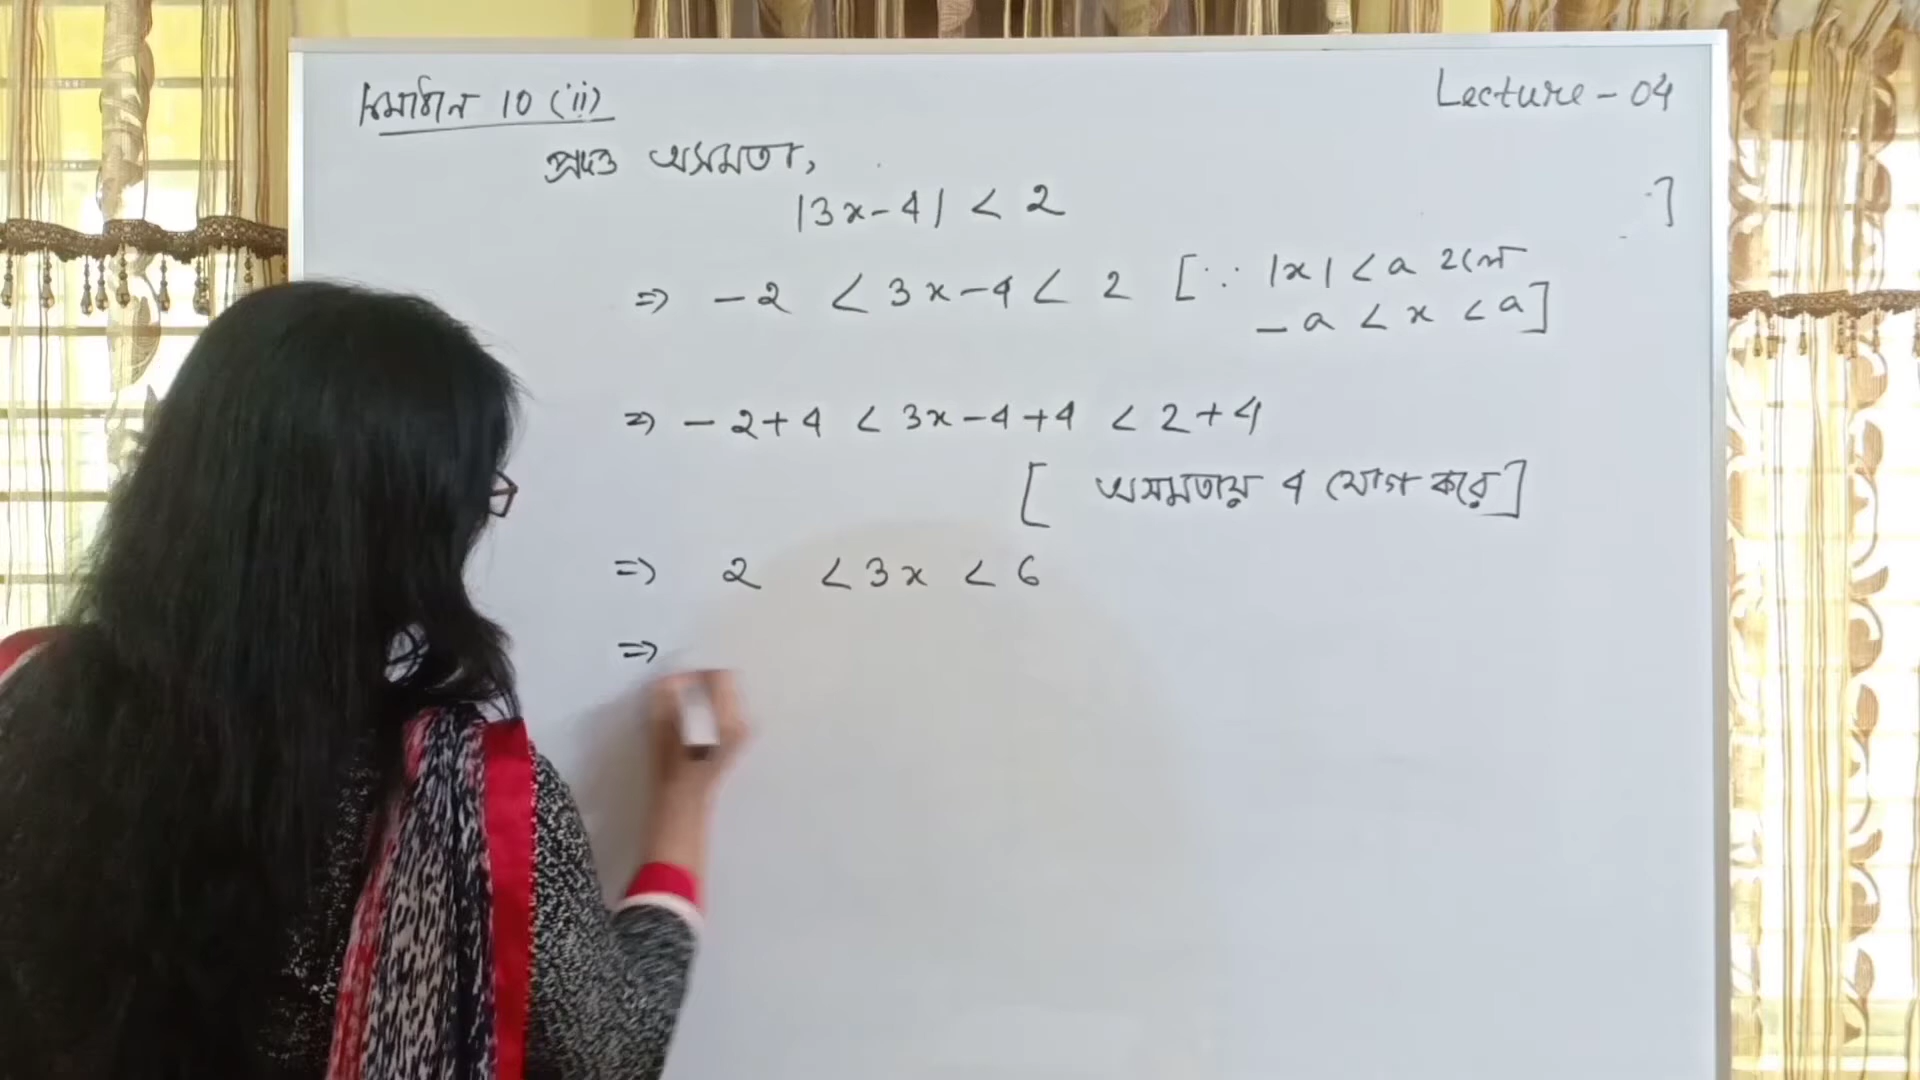 সমাধান 10 (ii)
Lecture - 04
প্রদত্ত অসমতা,
|3x-4| < 2
]
=> -2 < 3x-4 < 2 [∵ |x| < a হলে
-a < x < a]
=> -2+4 < 3x-4+4 < 2+4
[ অসমতায় 4 যোগ করে ]
=> 2 < 3x < 6
=>